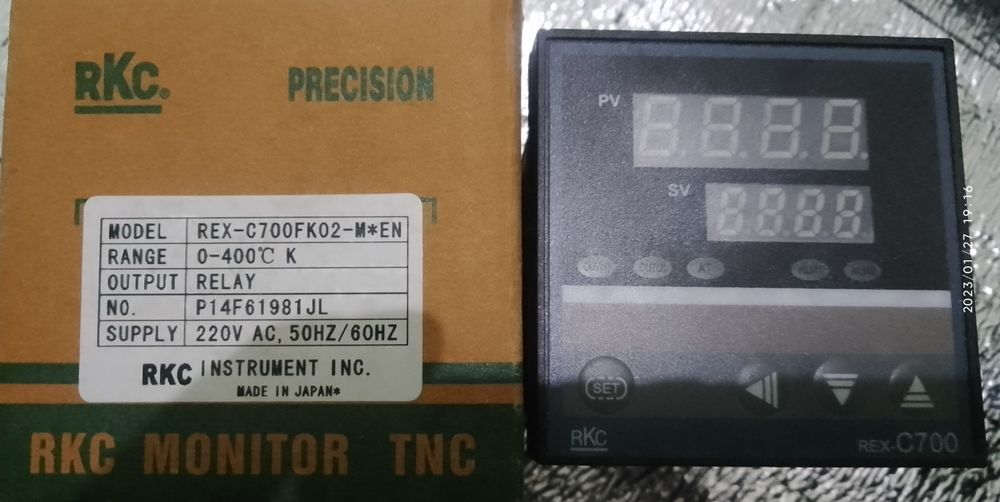 RKC. PRECISION
MODEL REX-C700FK02-M*EN
RANGE 0-400℃ K
OUTPUT RELAY
NO. P14F61981JL
SUPPLY 220V AC, 50HZ/60HZ
RKC INSTRUMENT INC.
MADE IN JAPAN*
RKC MONITOR TNC
PV
SV
AT
SET
RKC
REX-C700
2023/01/27 19:16